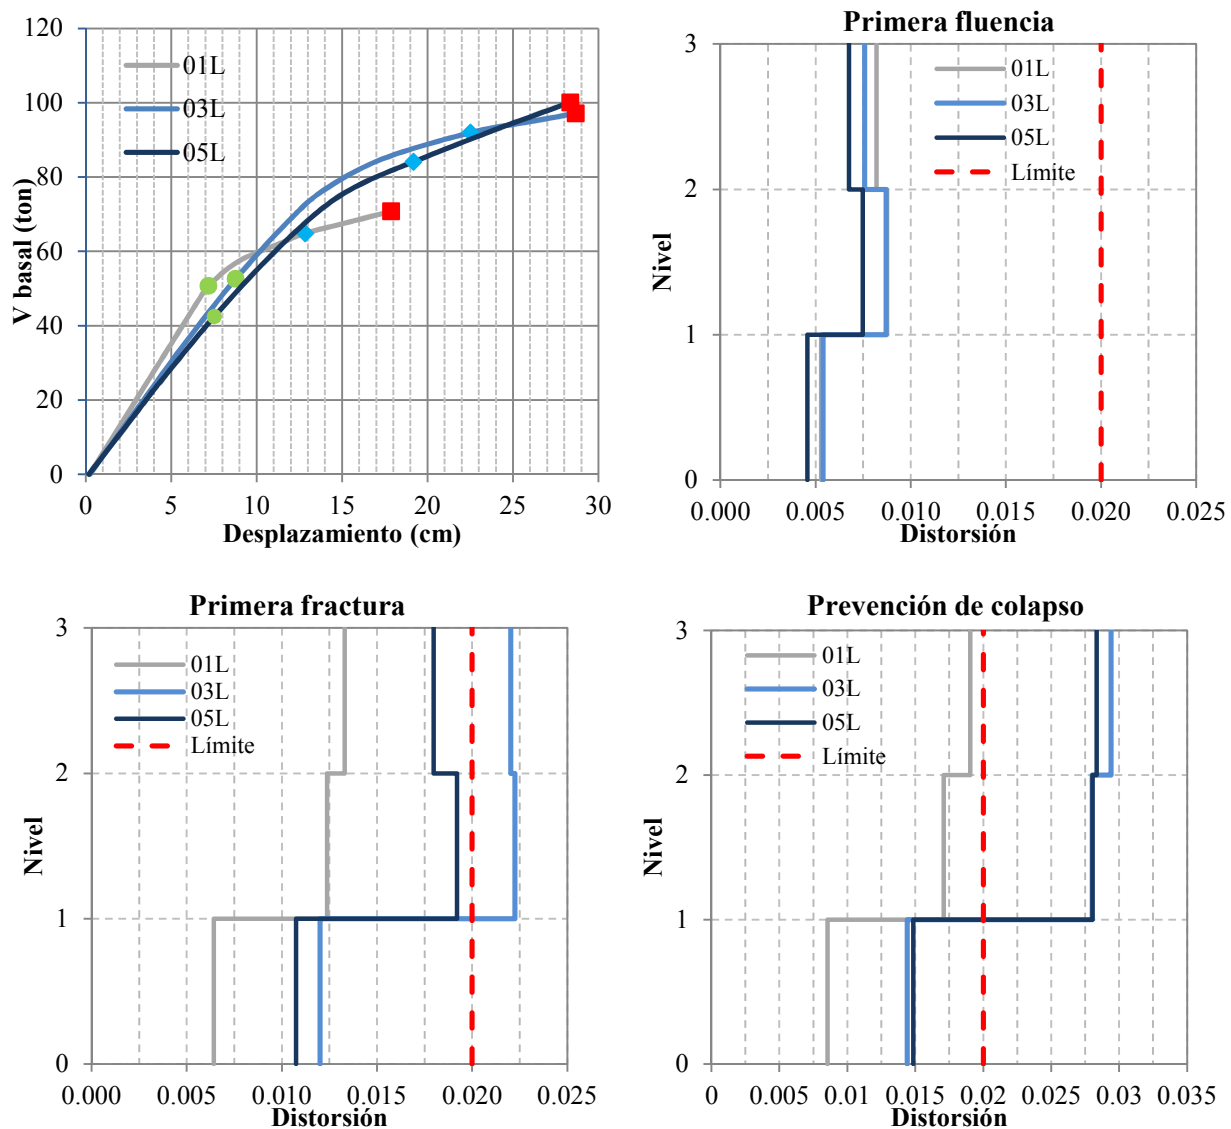 120
100
80
60
40
20
0
V basal (ton)
01L
03L
05L
0 5 10 15 20 25 30
Desplazamiento (cm)
Primera fluencia
3
2
1
0
Nivel
01L
03L
05L
Límite
0.000 0.005 0.010 0.015 0.020 0.025
Distorsión
Primera fractura
3
2
1
0
Nivel
01L
03L
05L
Límite
0.000 0.005 0.010 0.015 0.020 0.025
Distorsión
Prevención de colapso
3
2
1
0
Nivel
01L
03L
05L
Límite
0 0.005 0.01 0.015 0.02 0.025 0.03 0.035
Distorsión